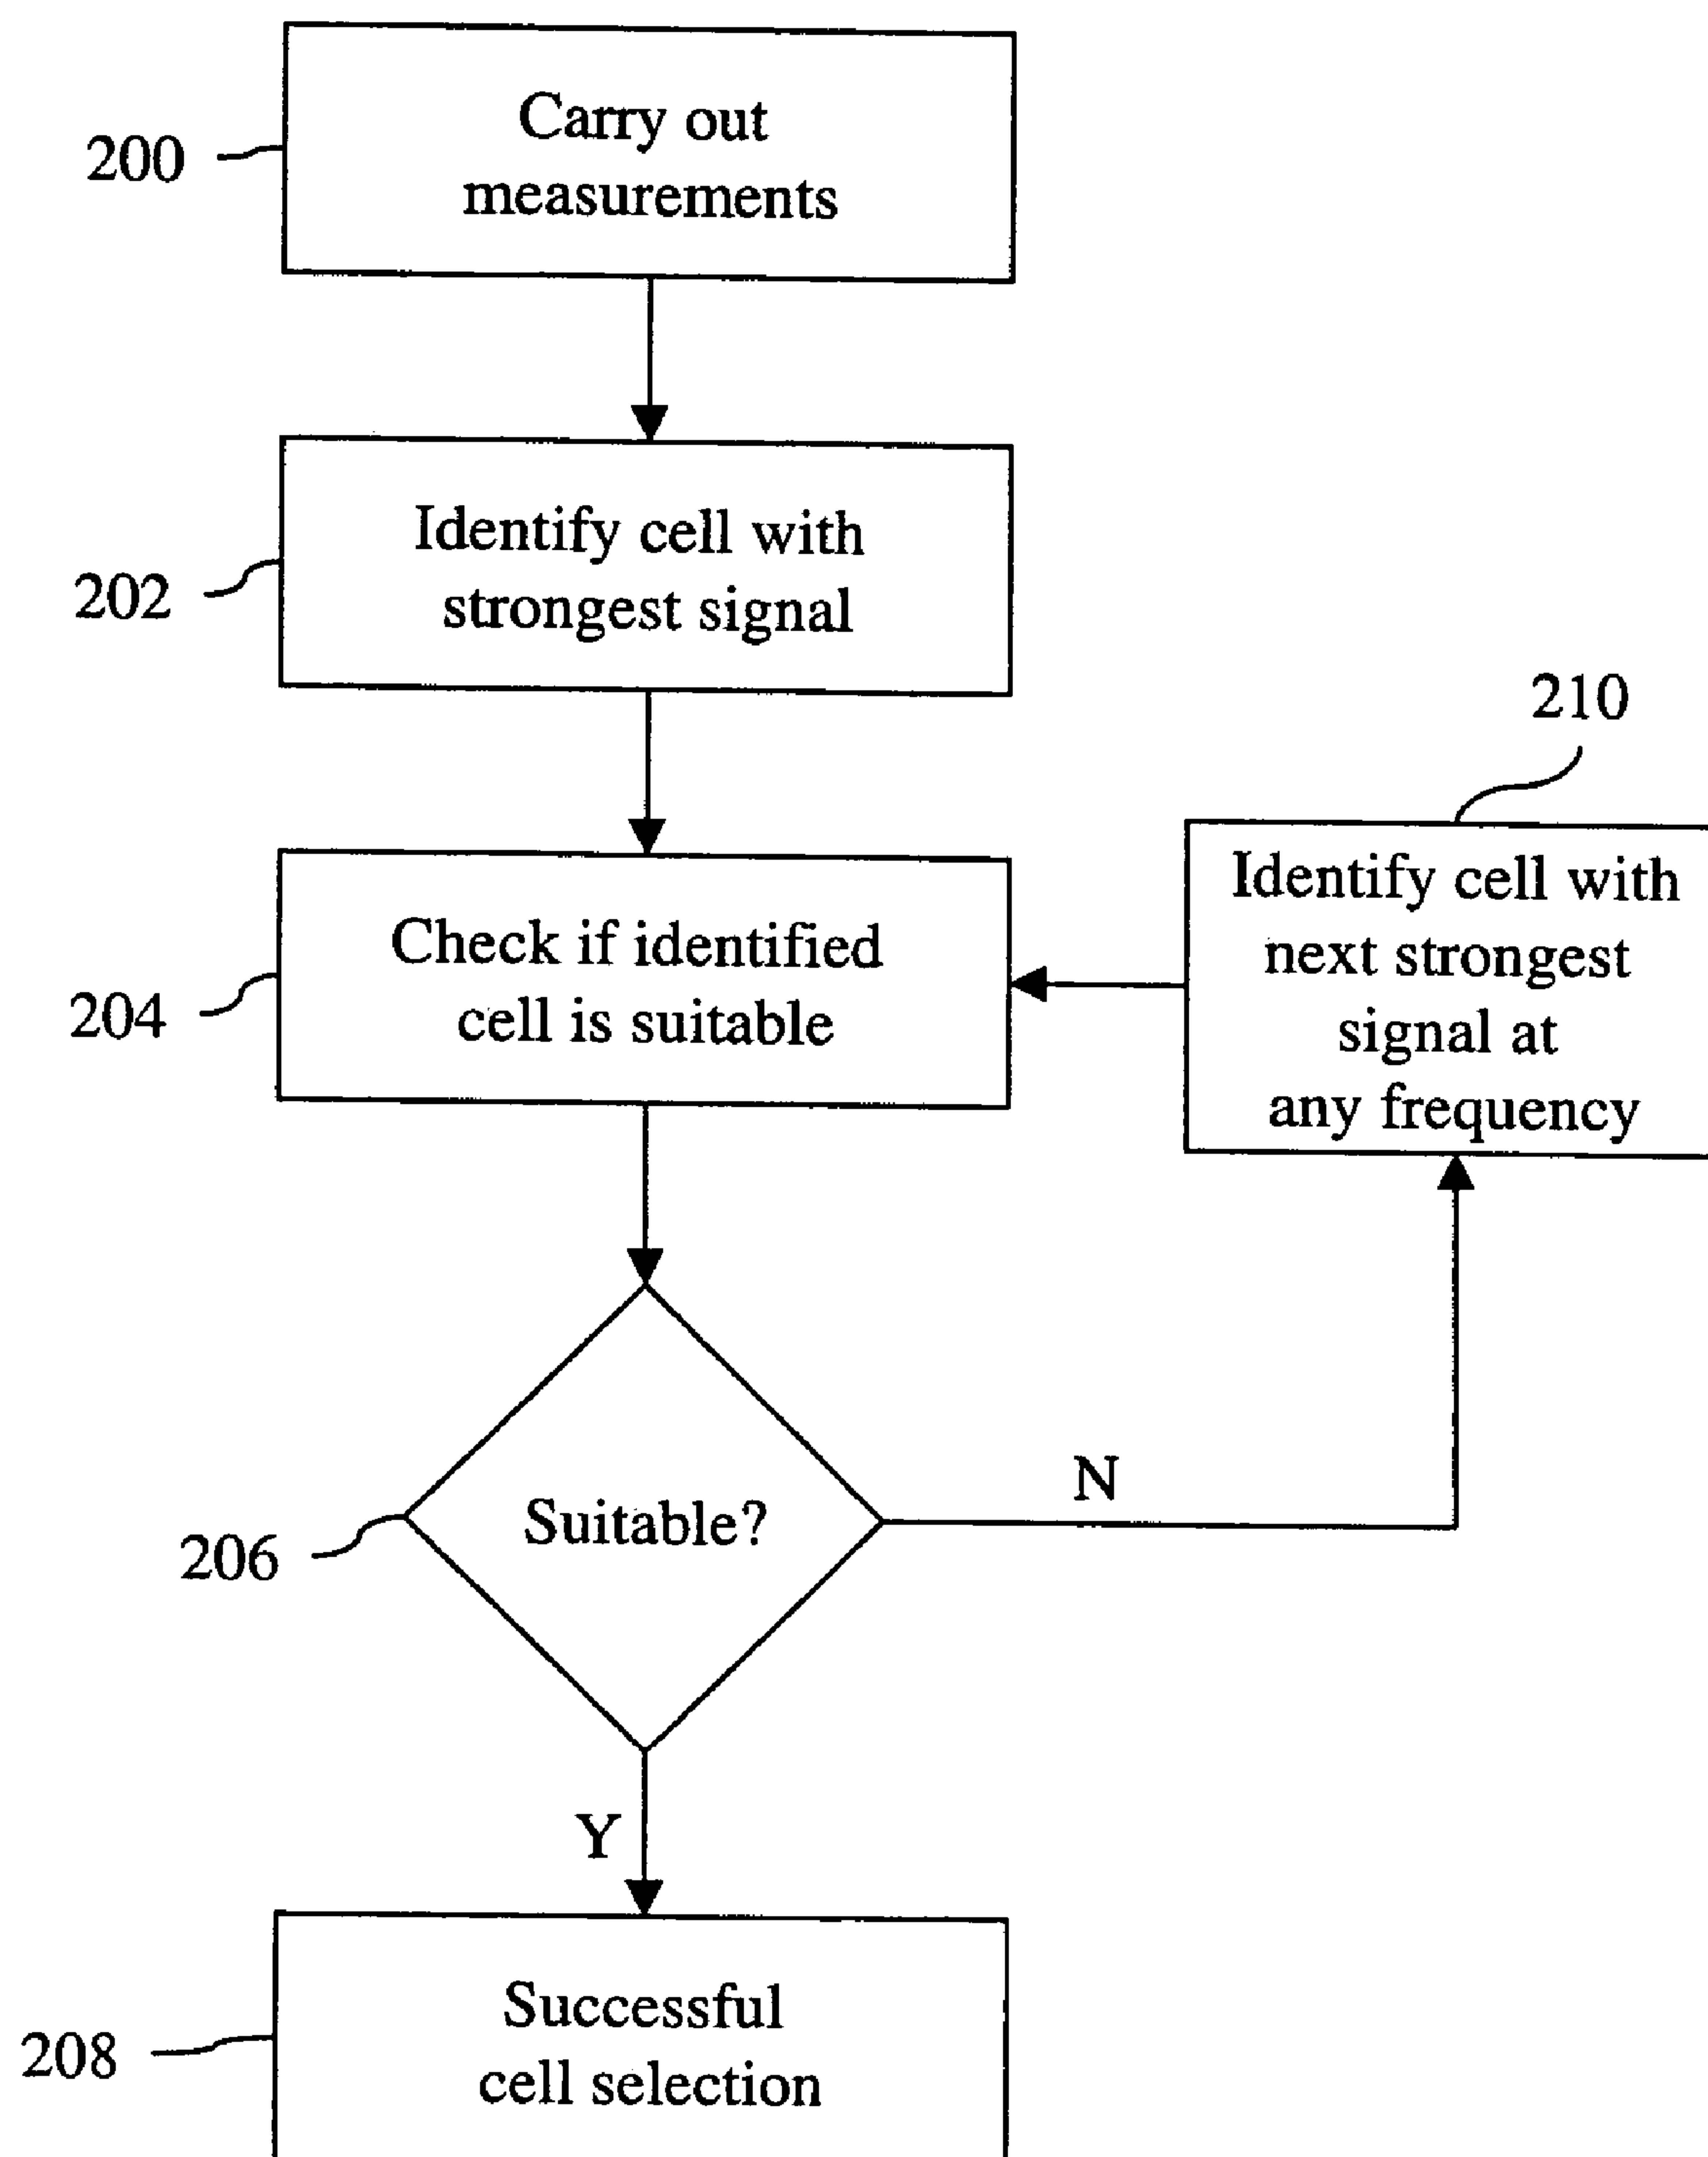 200
Carry out
measurements
202
Identify cell with
strongest signal
210
Identify cell with
next strongest
signal at
any frequency
204
Check if identified
cell is suitable
206
Suitable?
N
Y
208
Successful
cell selection